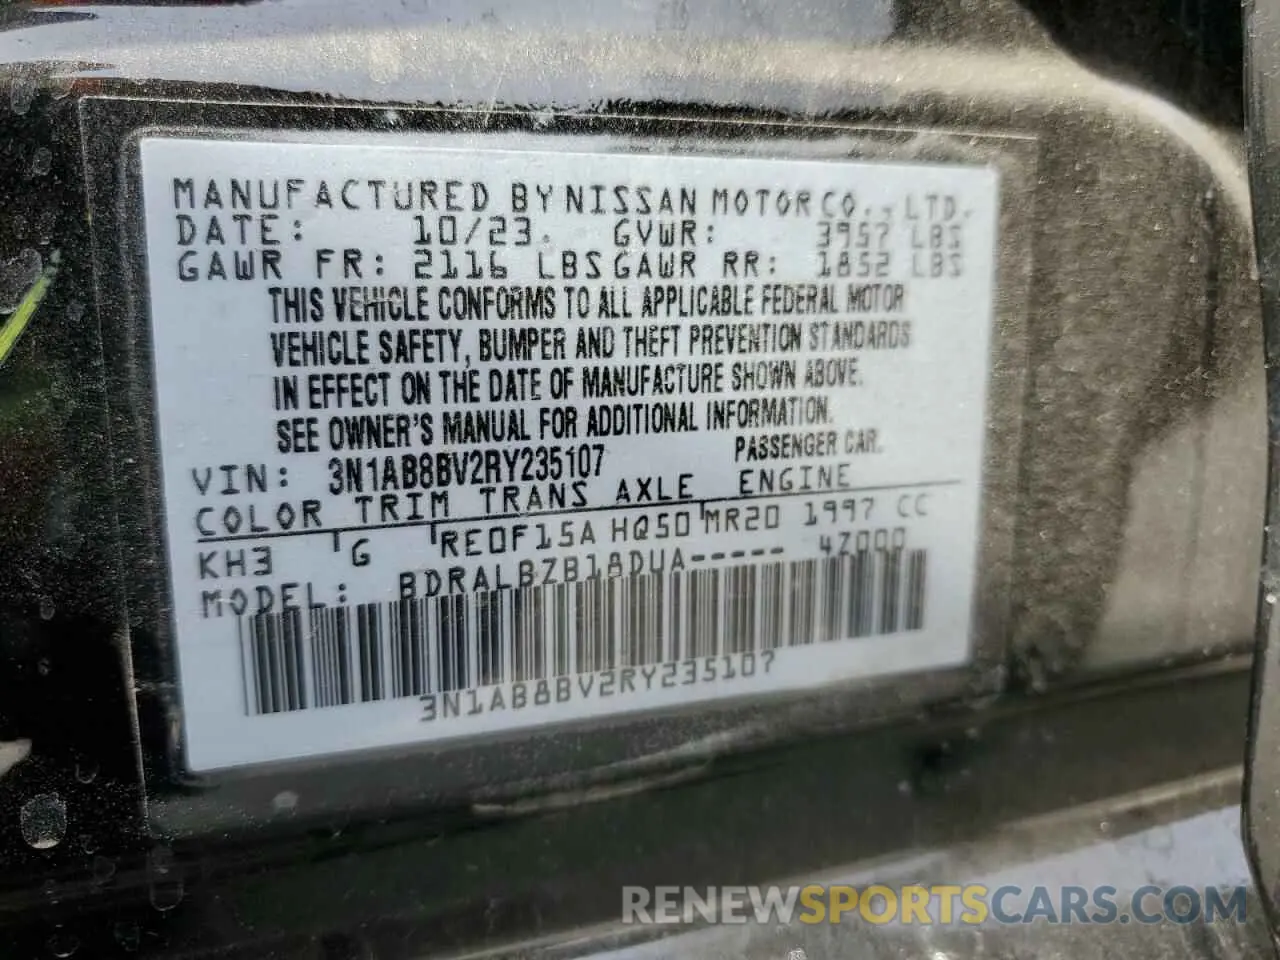 MANUFACTURED BY NISSAN MOTOR CO., LTD.
DATE: 10/23. GVWR: 3957 LBS
GAWR FR: 2116 LBS GAWR RR: 1852 LBS
THIS VEHICLE CONFORMS TO ALL APPLICABLE FEDERAL MOTOR
VEHICLE SAFETY, BUMPER AND THEFT PREVENTION STANDARDS
IN EFFECT ON THE DATE OF MANUFACTURE SHOWN ABOVE.
SEE OWNER'S MANUAL FOR ADDITIONAL INFORMATION.
VIN: 3N1AB8BV2RY235107 PASSENGER CAR.
COLOR TRIM TRANS AXLE ENGINE
KH3 G RE0F15A HQ50 MR20 1997 CC
MODEL: BDRALBZB18DUA----- 4Z000
3N1AB8BV2RY235107
RENEWSPORTSCARS.COM